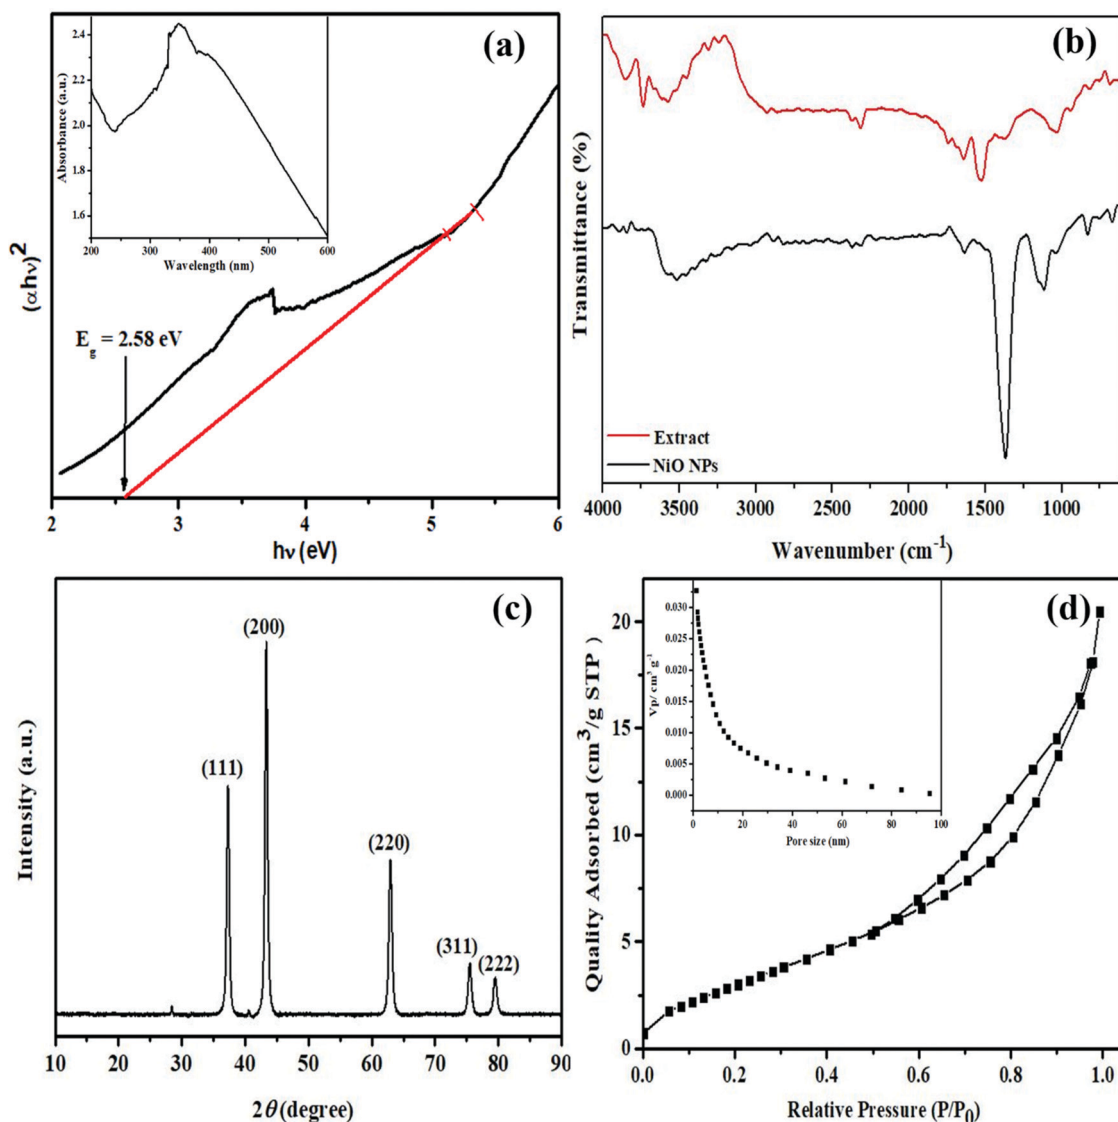 (a)
2.4
2.2
2.0
1.8
1.6
Absorbance (a.u.)
200 300 400 500 600
Wavelength (nm)
(αhν)2
E_g = 2.58 eV
2 3 4 5 6
hν (eV)
(b)
Transmittance (%)
Extract
NiO NPs
4000 3500 3000 2500 2000 1500 1000
Wavenumber (cm-1)
(c)
(200)
(111)
(220)
(311)
(222)
Intensity (a.u.)
10 20 30 40 50 60 70 80 90
2θ (degree)
(d)
20
15
10
5
0
Quality Adsorbed (cm3/g STP )
0.030
0.025
0.020
0.015
0.010
0.005
0.000
Vp/ cm3 g-1
0 20 40 60 80 100
Pore size (nm)
0.0 0.2 0.4 0.6 0.8 1.0
Relative Pressure (P/P0)